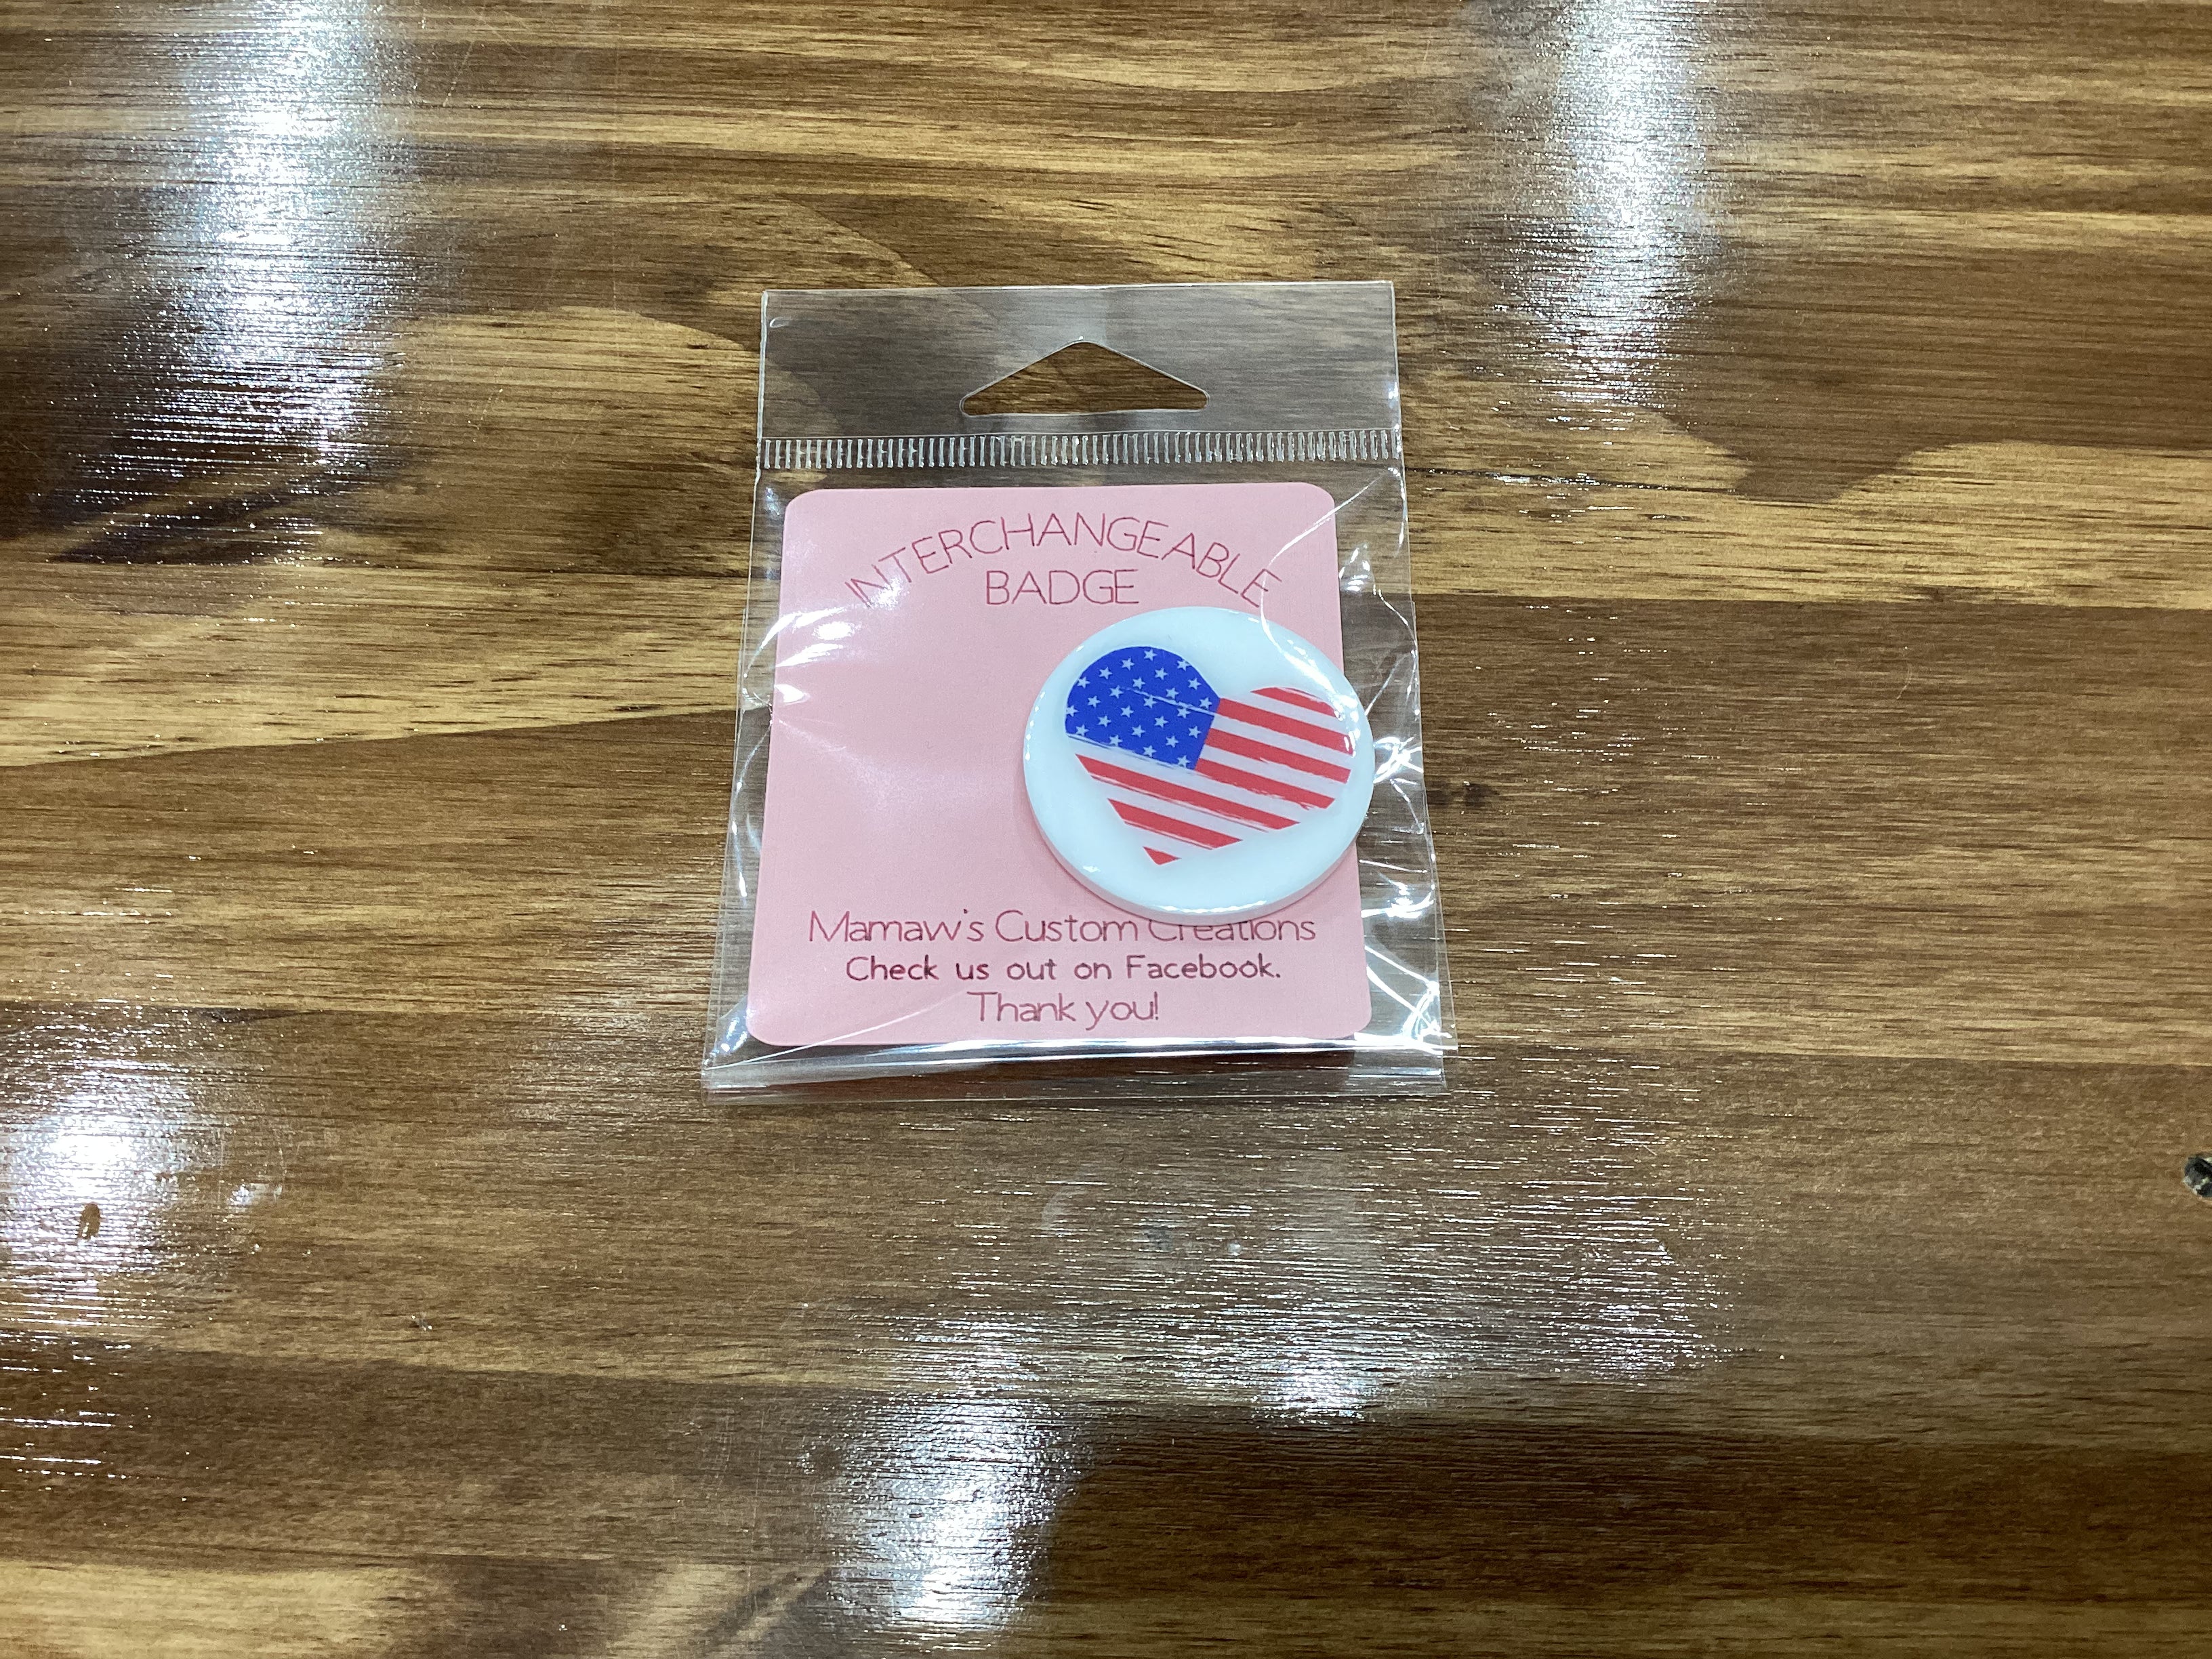 INTERCHANGEABLE
BADGE
Mamaw's Custom Creations
Check us out on Facebook.
Thank you!